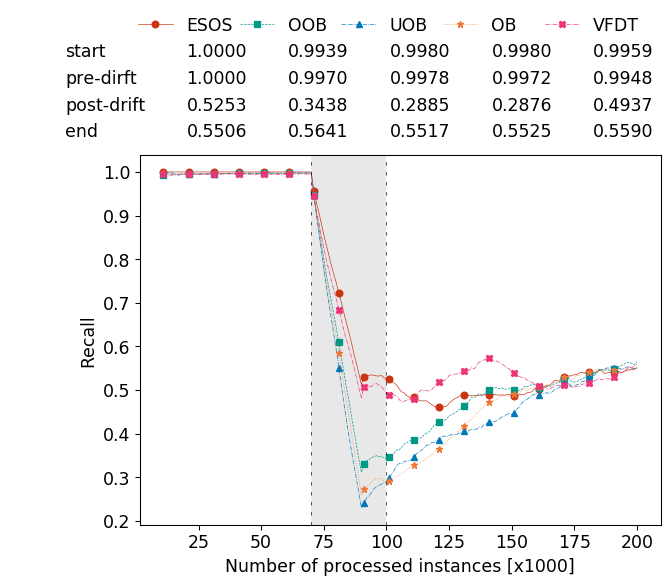 ESOS OOB UOB OB VFDT
start 1.0000 0.9939 0.9980 0.9980 0.9959
pre-dirft 1.0000 0.9970 0.9978 0.9972 0.9948
post-drift 0.5253 0.3438 0.2885 0.2876 0.4937
end 0.5506 0.5641 0.5517 0.5525 0.5590
1.0
0.9
0.8
0.7
0.6
0.5
0.4
0.3
0.2
Recall
25 50 75 100 125 150 175 200
Number of processed instances [x1000]